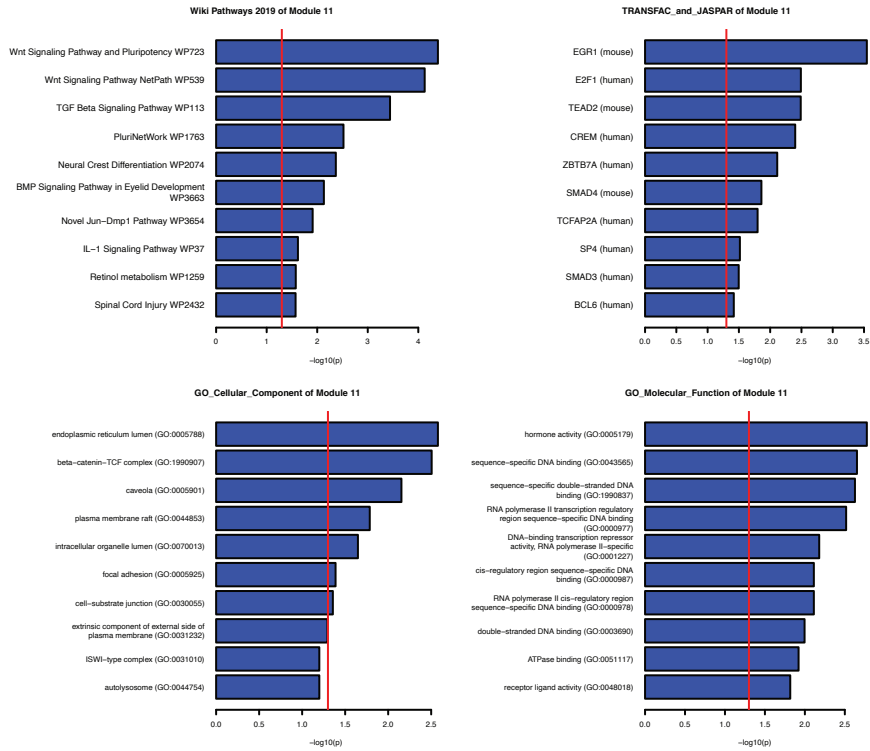 Wiki Pathways 2019 of Module 11
Wnt Signaling Pathway and Pluripotency WP723
Wnt Signaling Pathway NetPath WP539
TGF Beta Signaling Pathway WP113
PluriNetWork WP1763
Neural Crest Differentiation WP2074
BMP Signaling Pathway in Eyelid Development
WP3663
Novel Jun−Dmp1 Pathway WP3654
IL−1 Signaling Pathway WP37
Retinol metabolism WP1259
Spinal Cord Injury WP2432
0 1 2 3 4
−log10(p)
TRANSFAC_and_JASPAR of Module 11
EGR1 (mouse)
E2F1 (human)
TEAD2 (mouse)
CREM (human)
ZBTB7A (human)
SMAD4 (mouse)
TCFAP2A (human)
SP4 (human)
SMAD3 (human)
BCL6 (human)
0.0 0.5 1.0 1.5 2.0 2.5 3.0 3.5
−log10(p)
GO_Cellular_Component of Module 11
endoplasmic reticulum lumen (GO:0005788)
beta−catenin−TCF complex (GO:1990907)
caveola (GO:0005901)
plasma membrane raft (GO:0044853)
intracellular organelle lumen (GO:0070013)
focal adhesion (GO:0005925)
cell−substrate junction (GO:0030055)
extrinsic component of external side of
plasma membrane (GO:0031232)
ISWI−type complex (GO:0031010)
autolysosome (GO:0044754)
0.0 0.5 1.0 1.5 2.0 2.5
−log10(p)
GO_Molecular_Function of Module 11
hormone activity (GO:0005179)
sequence−specific DNA binding (GO:0043565)
sequence−specific double−stranded DNA
binding (GO:1990837)
RNA polymerase II transcription regulatory
region sequence−specific DNA binding
(GO:0000977)
DNA−binding transcription repressor
activity, RNA polymerase II−specific
(GO:0001227)
cis−regulatory region sequence−specific DNA
binding (GO:0000987)
RNA polymerase II cis−regulatory region
sequence−specific DNA binding (GO:0000978)
double−stranded DNA binding (GO:0003690)
ATPase binding (GO:0051117)
receptor ligand activity (GO:0048018)
0.0 0.5 1.0 1.5 2.0 2.5
−log10(p)